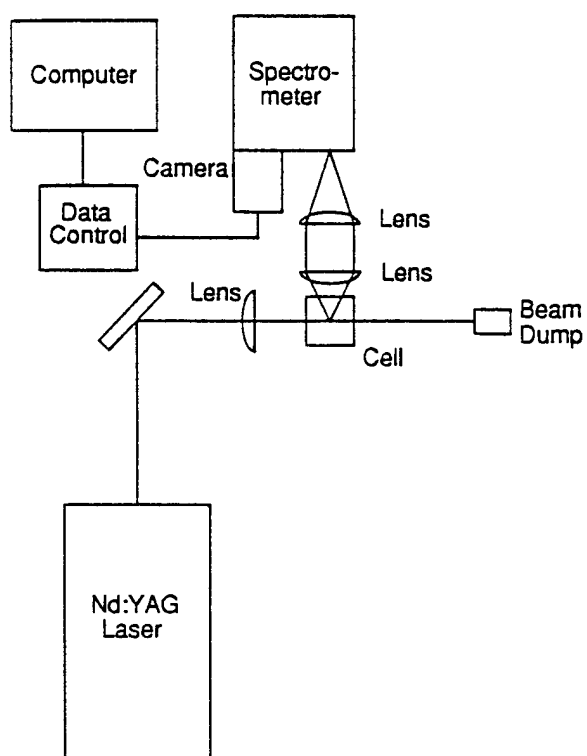 Computer
Spectro-
meter
Camera
Data
Control
Lens
Lens
Lens
Beam
Dump
Cell
Nd:YAG
Laser